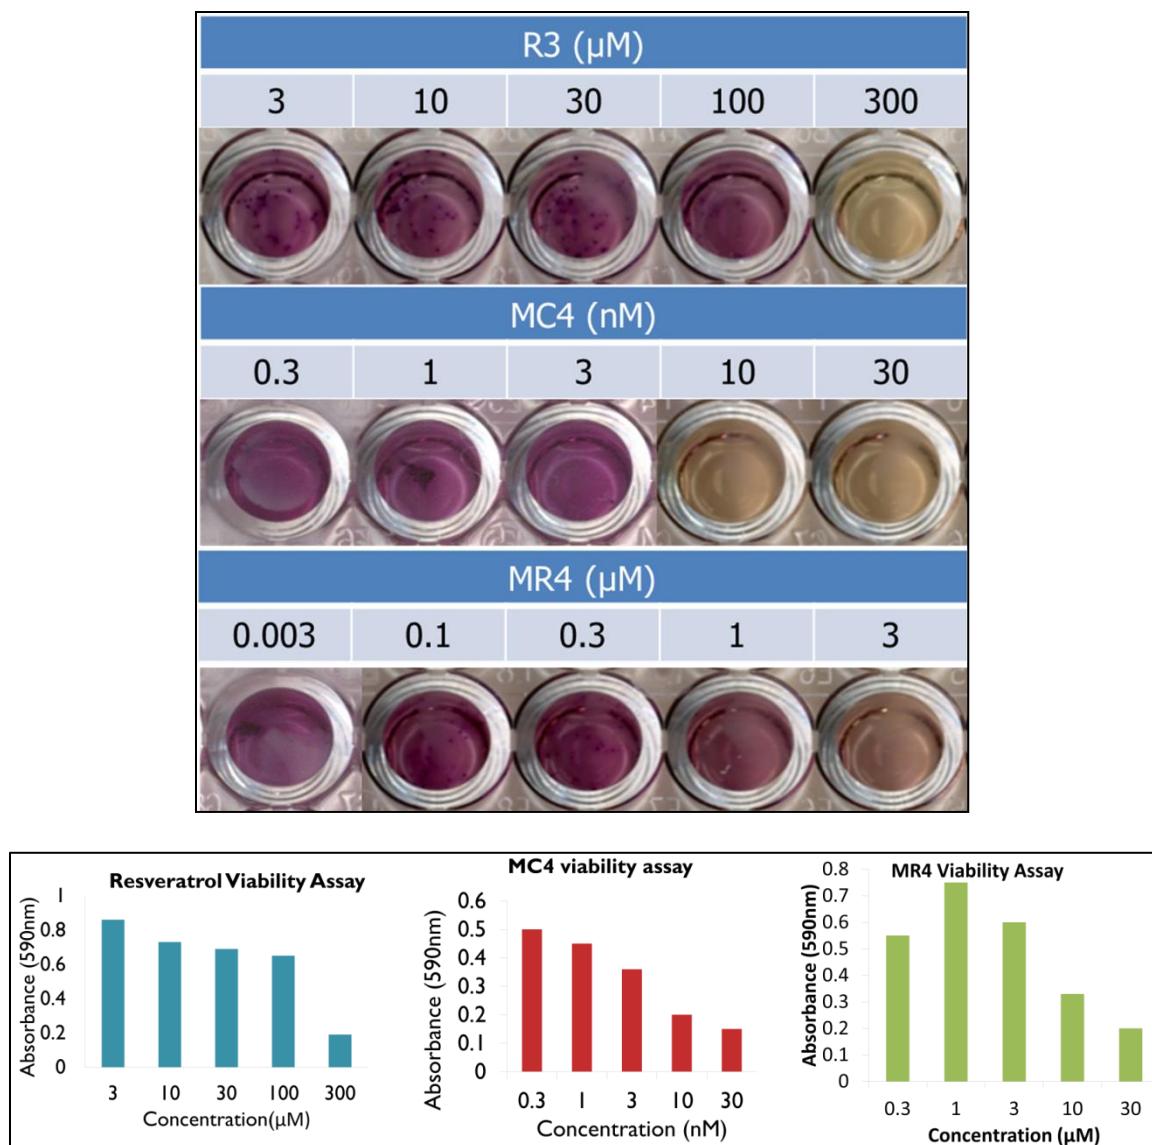 R3 (µM)
3 10 30 100 300
MC4 (nM)
0.3 1 3 10 30
MR4 (µM)
0.003 0.1 0.3 1 3
Resveratrol Viability Assay
Absorbance (590nm)
1
0.8
0.6
0.4
0.2
0
3 10 30 100 300
Concentration(µM)
MC4 viability assay
Absorbance (590nm)
0.6
0.5
0.4
0.3
0.2
0.1
0
0.3 1 3 10 30
Concentration (nM)
MR4 Viability Assay
Absorbance (590nm)
0.8
0.7
0.6
0.5
0.4
0.3
0.2
0.1
0
0.3 1 3 10 30
Concentration (µM)